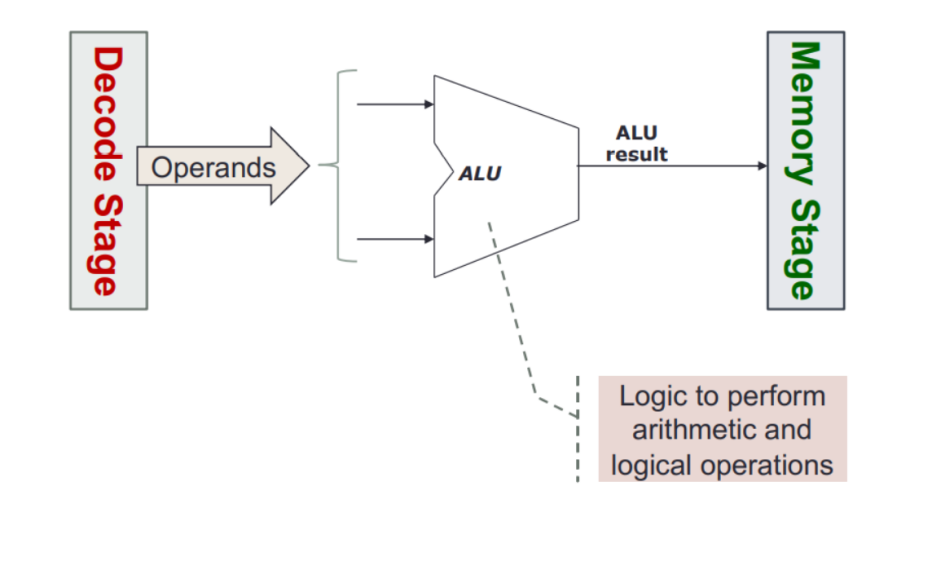 Decode Stage
Operands
ALU
ALU
result
Memory Stage
Logic to perform
arithmetic and
logical operations